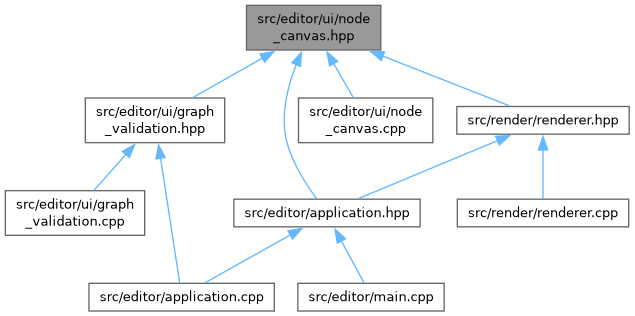 src/editor/ui/node
_canvas.hpp
src/editor/ui/graph
_validation.hpp
src/editor/ui/node
_canvas.cpp
src/render/renderer.hpp
src/editor/ui/graph
_validation.cpp
src/editor/application.hpp
src/render/renderer.cpp
src/editor/application.cpp
src/editor/main.cpp